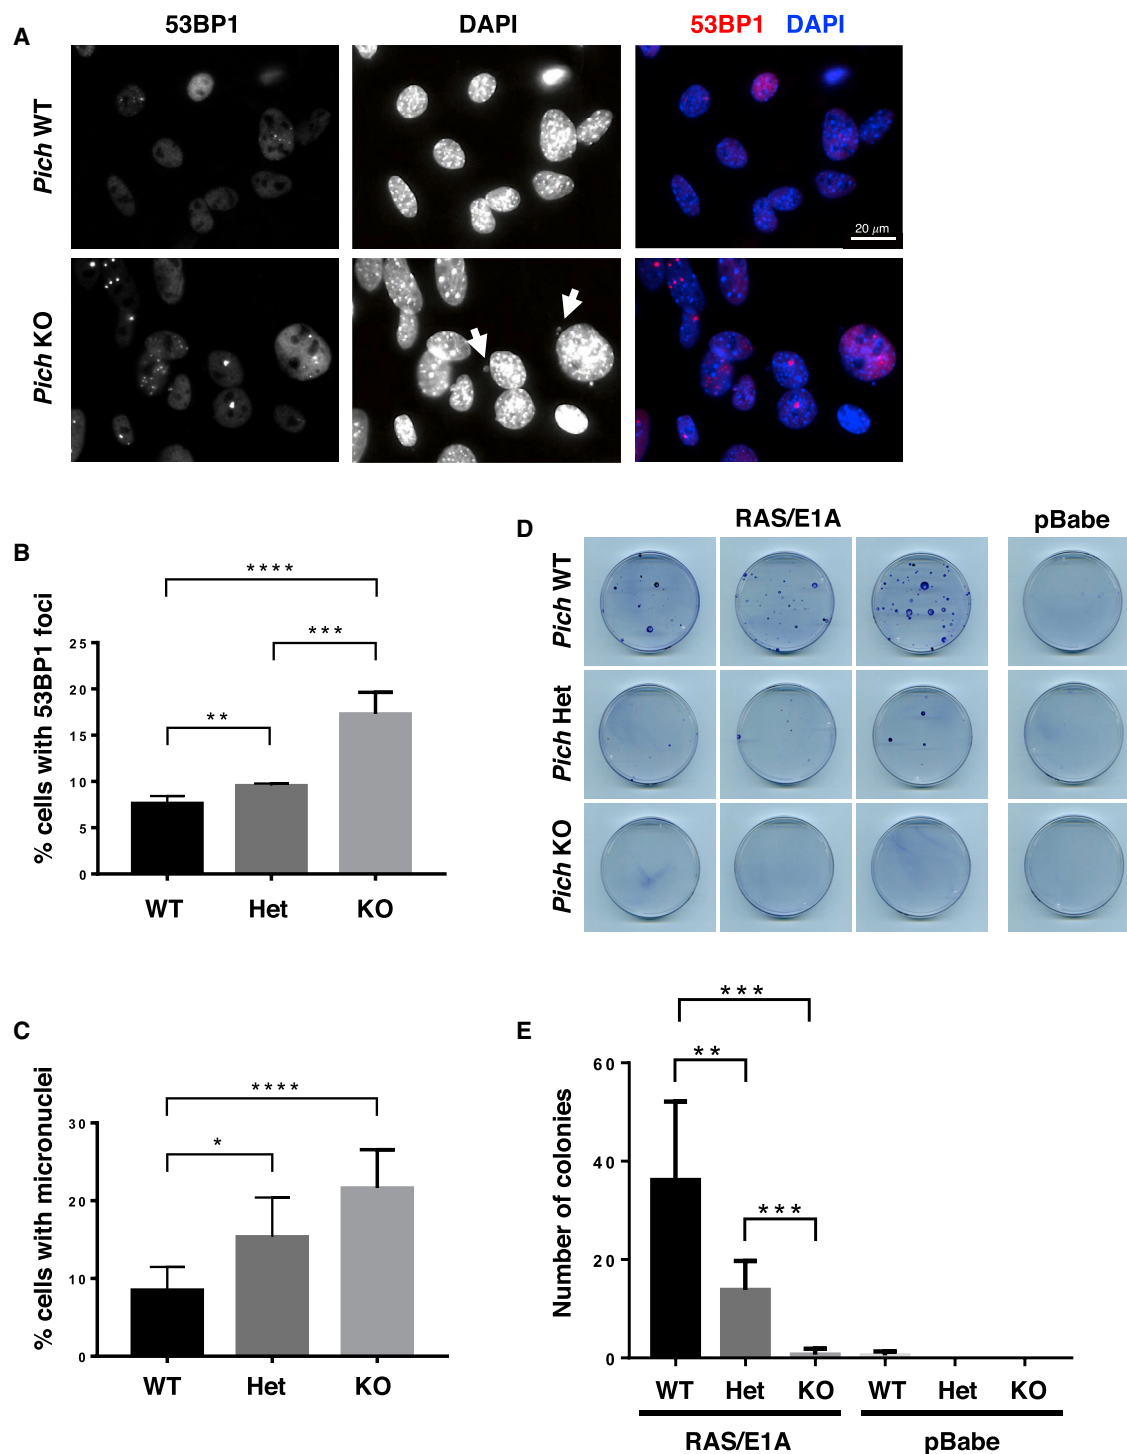 A
53BP1 DAPI 53BP1 DAPI
Pich WT
20 μm
Pich KO
B
% cells with 53BP1 foci
25
20
15
10
5
0
****
***
**
WT Het KO
C
% cells with micronuclei
30
20
10
0
****
*
WT Het KO
D
RAS/E1A pBabe
Pich WT
Pich Het
Pich KO
E
Number of colonies
60
40
20
0
***
**
***
WT Het KO WT Het KO
RAS/E1A pBabe